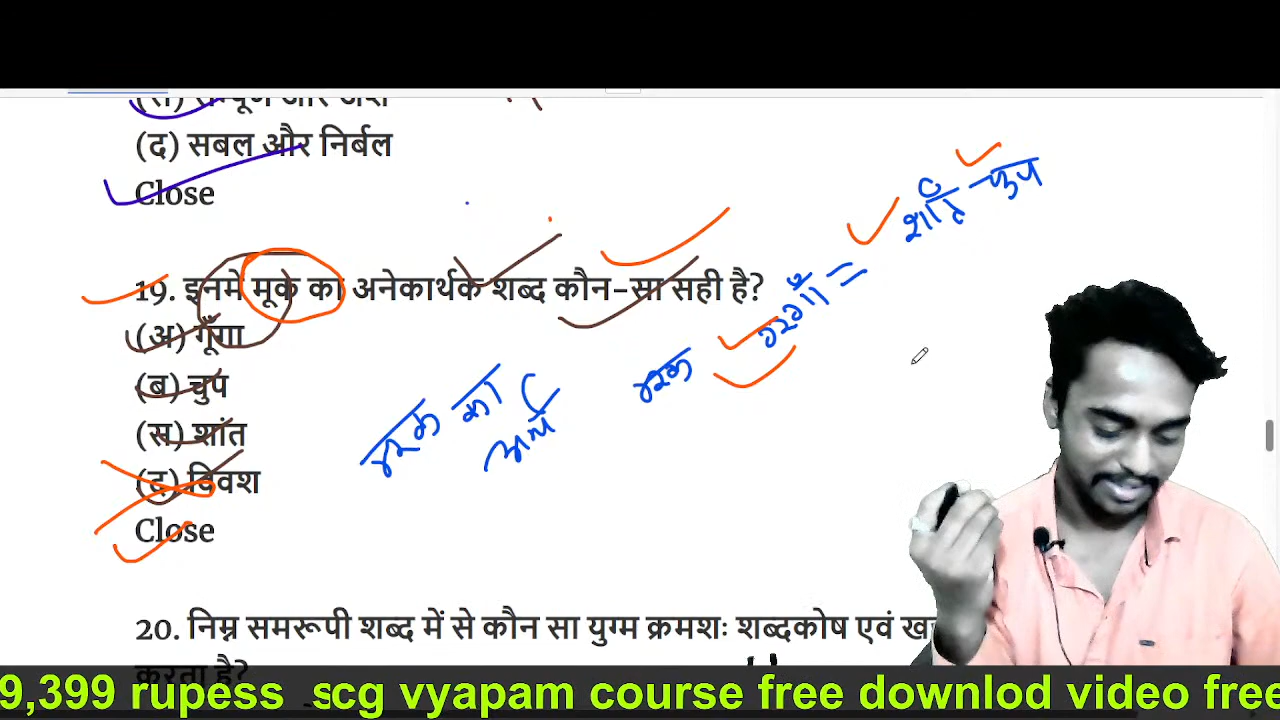 (द) सबल और निर्बल
Close
19. इनमे मूक का अनेकार्थक शब्द कौन-सा सही है?
(अ) गूँगा
(ब) चुप
(स) शांत
(द) विवश
Close
मूक का
अर्थ
मूक
गूंगा =
शांति चुप
20. निम्न समरूपी शब्द में से कौन सा युग्म क्रमशः शब्दकोष एवं
करता है?
9,399 rupess scg vyapam course free downlod video free